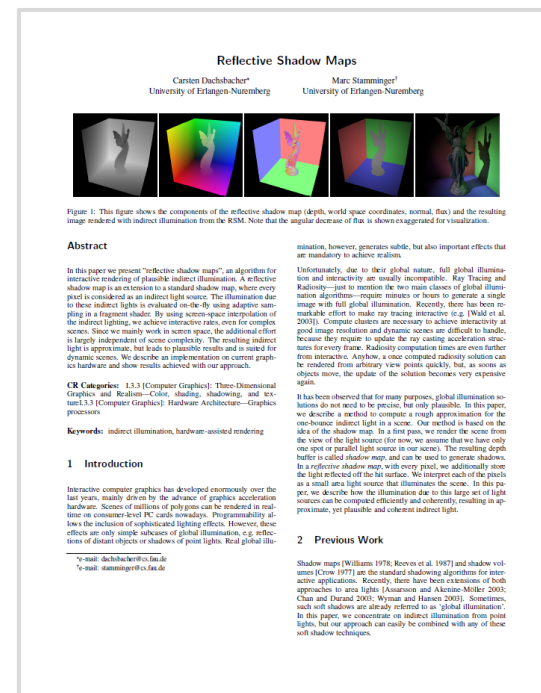 Reflective Shadow Maps
Carsten Dachsbacher*
University of Erlangen-Nuremberg
Marc Stamminger†
University of Erlangen-Nuremberg
Figure 1: This figure shows the components of the reflective shadow map (depth, world space coordinates, normal, flux) and the resulting
image rendered with indirect illumination from the RSM. Note that the angular decrease of flux is shown exaggerated for visualization.
Abstract
In this paper we present "reflective shadow maps", an algorithm for
interactive rendering of plausible indirect illumination. A reflective
shadow map is an extension to a standard shadow map, where every
pixel is considered as an indirect light source. The illumination due
to these indirect lights is evaluated on-the-fly using adaptive sam-
pling in a fragment shader. By using screen-space interpolation of
the indirect lighting, we achieve interactive rates, even for complex
scenes. Since we mainly work in screen space, the additional effort
is largely independent of scene complexity. The resulting indirect
light is approximate, but leads to plausible results and is suited for
dynamic scenes. We describe an implementation on current graph-
ics hardware and show results achieved with our approach.
CR Categories: I.3.3 [Computer Graphics]: Three-Dimensional
Graphics and Realism—Color, shading, shadowing, and tex-
tureI.3.3 [Computer Graphics]: Hardware Architecture—Graphics
processors
Keywords: indirect illumination, hardware-assisted rendering
1 Introduction
Interactive computer graphics has developed enormously over the
last years, mainly driven by the advance of graphics acceleration
hardware. Scenes of millions of polygons can be rendered in real-
time on consumer-level PC cards nowadays. Programmability al-
lows the inclusion of sophisticated lighting effects. However, these
effects are only simple subcases of global illumination, e.g. reflec-
tions of distant objects or shadows of point lights. Real global illu-
*e-mail: dachsbacher@cs.fau.de
†e-mail: stamminger@cs.fau.de
mination, however, generates subtle, but also important effects that
are mandatory to achieve realism.
Unfortunately, due to their global nature, full global illumina-
tion and interactivity are usually incompatible. Ray Tracing and
Radiosity—just to mention the two main classes of global illumi-
nation algorithms—require minutes or hours to generate a single
image with full global illumination. Recently, there has been re-
markable effort to make ray tracing interactive (e.g. [Wald et al.
2003]). Compute clusters are necessary to achieve interactivity at
good image resolution and dynamic scenes are difficult to handle,
because they require to update the ray casting acceleration struc-
tures for every frame. Radiosity computation times are even further
from interactive. Anyhow, a once computed radiosity solution can
be rendered from arbitrary view points quickly, but, as soon as
objects move, the update of the solution becomes very expensive
again.
It has been observed that for many purposes, global illumination so-
lutions do not need to be precise, but only plausible. In this paper,
we describe a method to compute a rough approximation for the
one-bounce indirect light in a scene. Our method is based on the
idea of the shadow map. In a first pass, we render the scene from
the view of the light source (for now, we assume that we have only
one spot or parallel light source in our scene). The resulting depth
buffer is called shadow map, and can be used to generate shadows.
In a reflective shadow map, with every pixel, we additionally store
the light reflected off the hit surface. We interpret each of the pixels
as a small area light source that illuminates the scene. In this pa-
per, we describe how the illumination due to this large set of light
sources can be computed efficiently and coherently, resulting in ap-
proximate, yet plausible and coherent indirect light.
2 Previous Work
Shadow maps [Williams 1978; Reeves et al. 1987] and shadow vol-
umes [Crow 1977] are the standard shadowing algorithms for inter-
active applications. Recently, there have been extensions of both
approaches to area lights [Assarsson and Akenine-Möller 2003;
Chan and Durand 2003; Wyman and Hansen 2003]. Sometimes,
such soft shadows are already referred to as 'global illumination'.
In this paper, we concentrate on indirect illumination from point
lights, but our approach can easily be combined with any of these
soft shadow techniques.